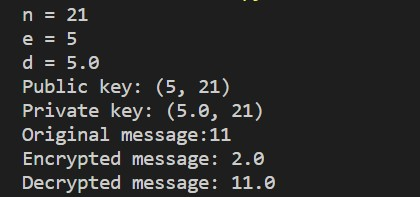 n = 21
e = 5
d = 5.0
Public key: (5, 21)
Private key: (5.0, 21)
Original message:11
Encrypted message: 2.0
Decrypted message: 11.0